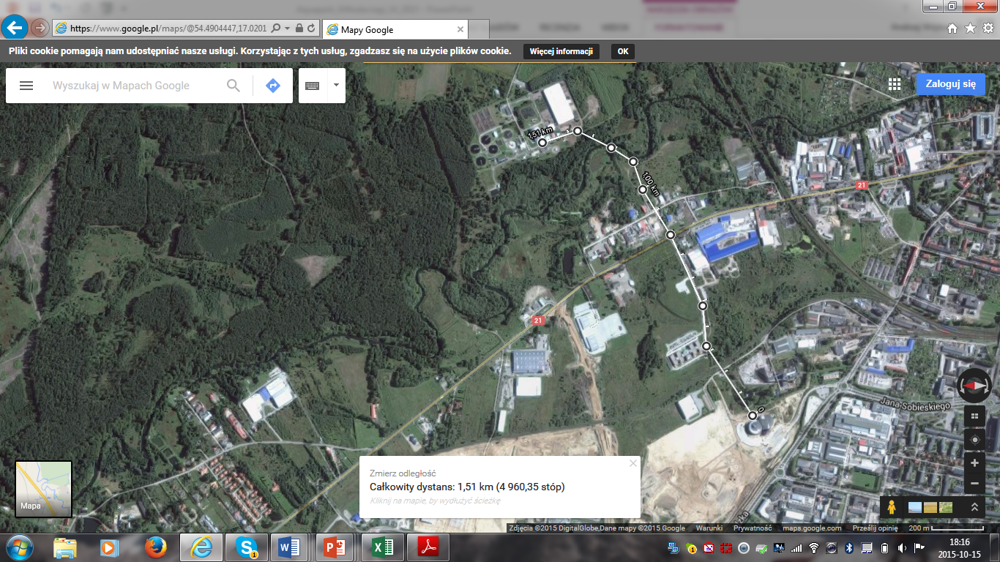 https://www.google.pl/maps/@54.4904447,17.0201
Mapy Google
Pliki cookie pomagają nam udostępniać nasze usługi. Korzystając z tych usług, zgadzasz się na użycie plików cookie.
Więcej informacji
OK
Wyszukaj w Mapach Google
Zaloguj się
1,51 km
1,00 km
21
21
0
Jana Sobieskiego
Zmierz odległość
Całkowity dystans: 1,51 km (4 960,35 stóp)
Kliknij na mapie, by wydłużyć ścieżkę
Mapa
Zdjęcia ©2015 DigitalGlobe,Dane mapy ©2015 Google
Warunki
Prywatność
maps.google.com
Prześlij opinię
200 m
18:16
2015-10-15